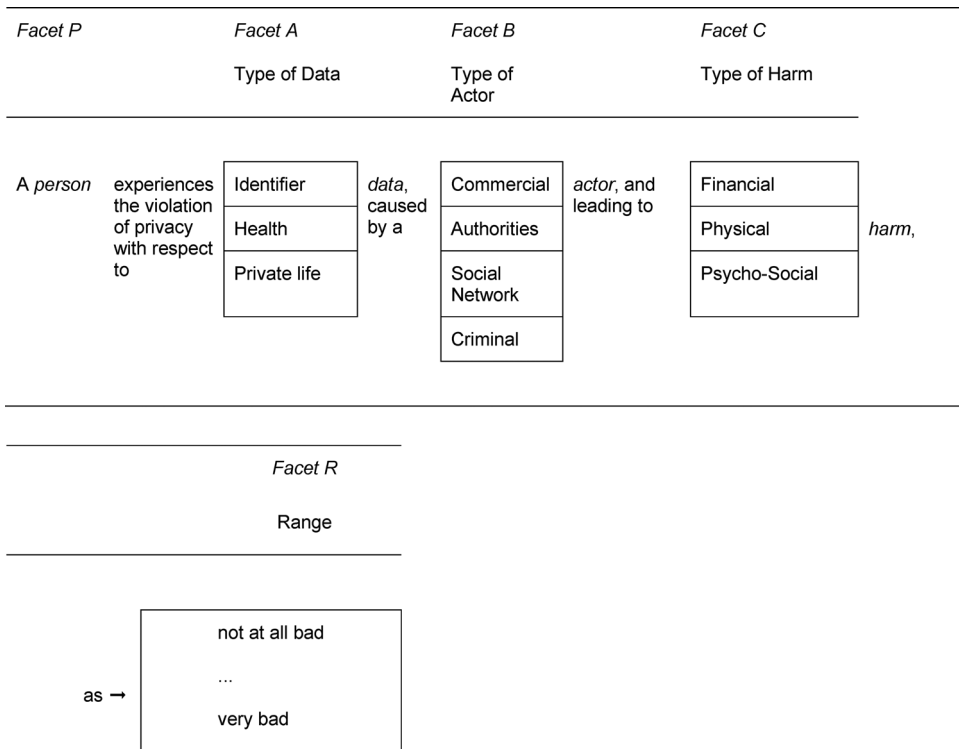 Facet P Facet A Facet B Facet C
Type of Data Type of Actor Type of Harm
A person experiences the violation of privacy with respect to
Identifier
Health
Private life
data, caused by a
Commercial
Authorities
Social Network
Criminal
actor, and leading to
Financial
Physical
Psycho-Social
harm,
Facet R
Range
as →
not at all bad
...
very bad